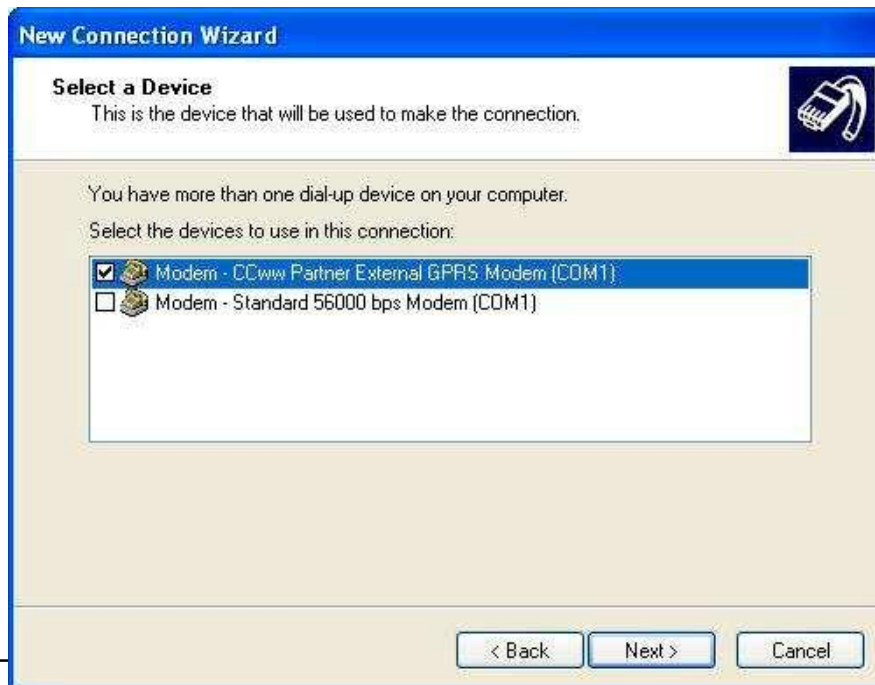 New Connection Wizard
Select a Device
This is the device that will be used to make the connection.
You have more than one dial-up device on your computer.
Select the devices to use in this connection:
Modem - CCww Partner External GPRS Modem (COM1)
Modem - Standard 56000 bps Modem (COM1)
< Back Next > Cancel